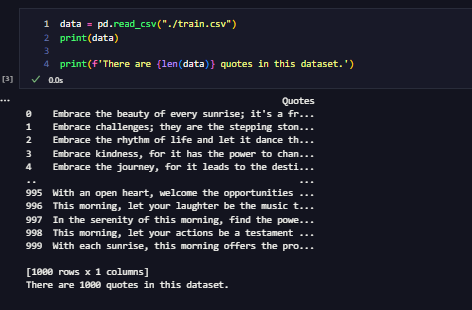 1 data = pd.read_csv("./train.csv")
2 print(data)
3
4 print(f'There are {len(data)} quotes in this dataset.')
[3] ✓ 0.0s
... Quotes
0 Embrace the beauty of every sunrise; it's a fr...
1 Embrace challenges; they are the stepping ston...
2 Embrace the rhythm of life and let it dance th...
3 Embrace kindness, for it has the power to chan...
4 Embrace the journey, for it leads to the desti...
.. ...
995 With an open heart, welcome the opportunities ...
996 This morning, let your laughter be the music t...
997 In the serenity of this morning, find the powe...
998 This morning, let your actions be a testament ...
999 With each sunrise, this morning offers the pro...
[1000 rows x 1 columns]
There are 1000 quotes in this dataset.